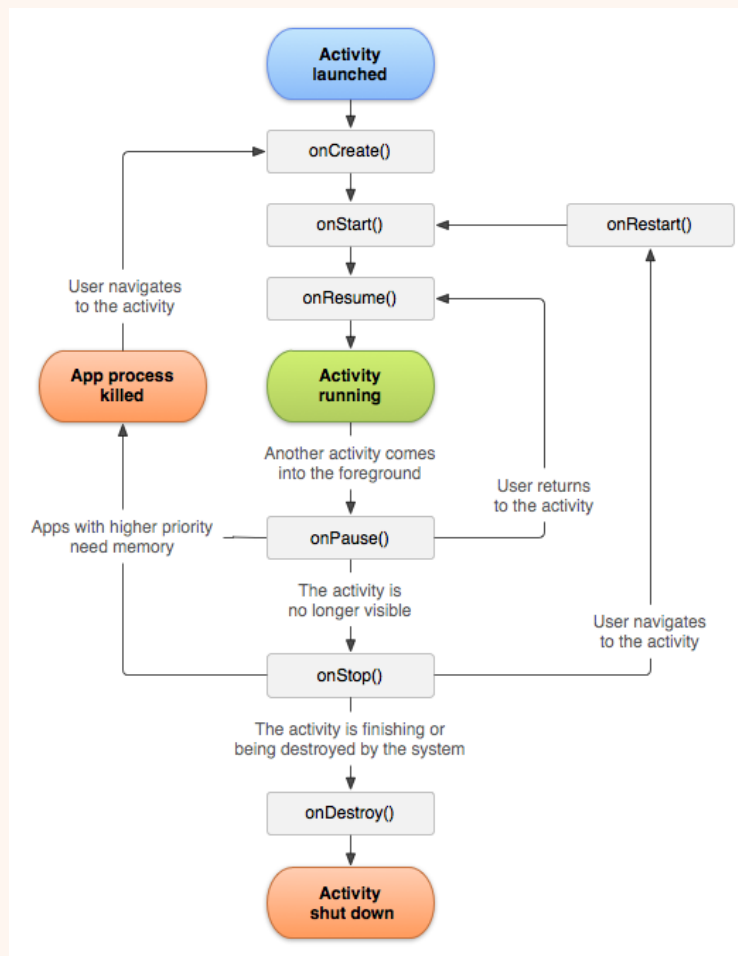 Activity
launched
onCreate()
onStart()
onRestart()
User navigates
to the activity
onResume()
App process
killed
Activity
running
Another activity comes
into the foreground
User returns
to the activity
Apps with higher priority
need memory
onPause()
The activity is
no longer visible
User navigates
to the activity
onStop()
The activity is finishing or
being destroyed by the system
onDestroy()
Activity
shut down